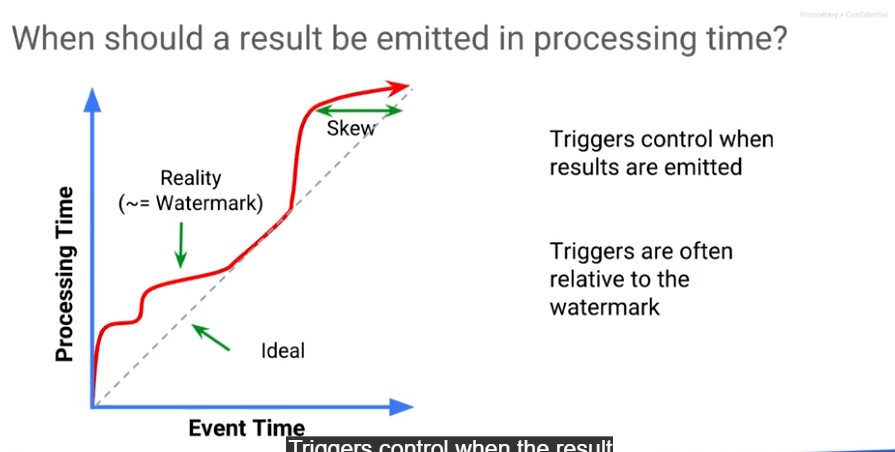 Proprietary + Confidential
When should a result be emitted in processing time?
Skew
Reality
(~= Watermark)
Ideal
Processing Time
Event Time
Triggers control when
results are emitted
Triggers are often
relative to the
watermark
Triggers control when the result